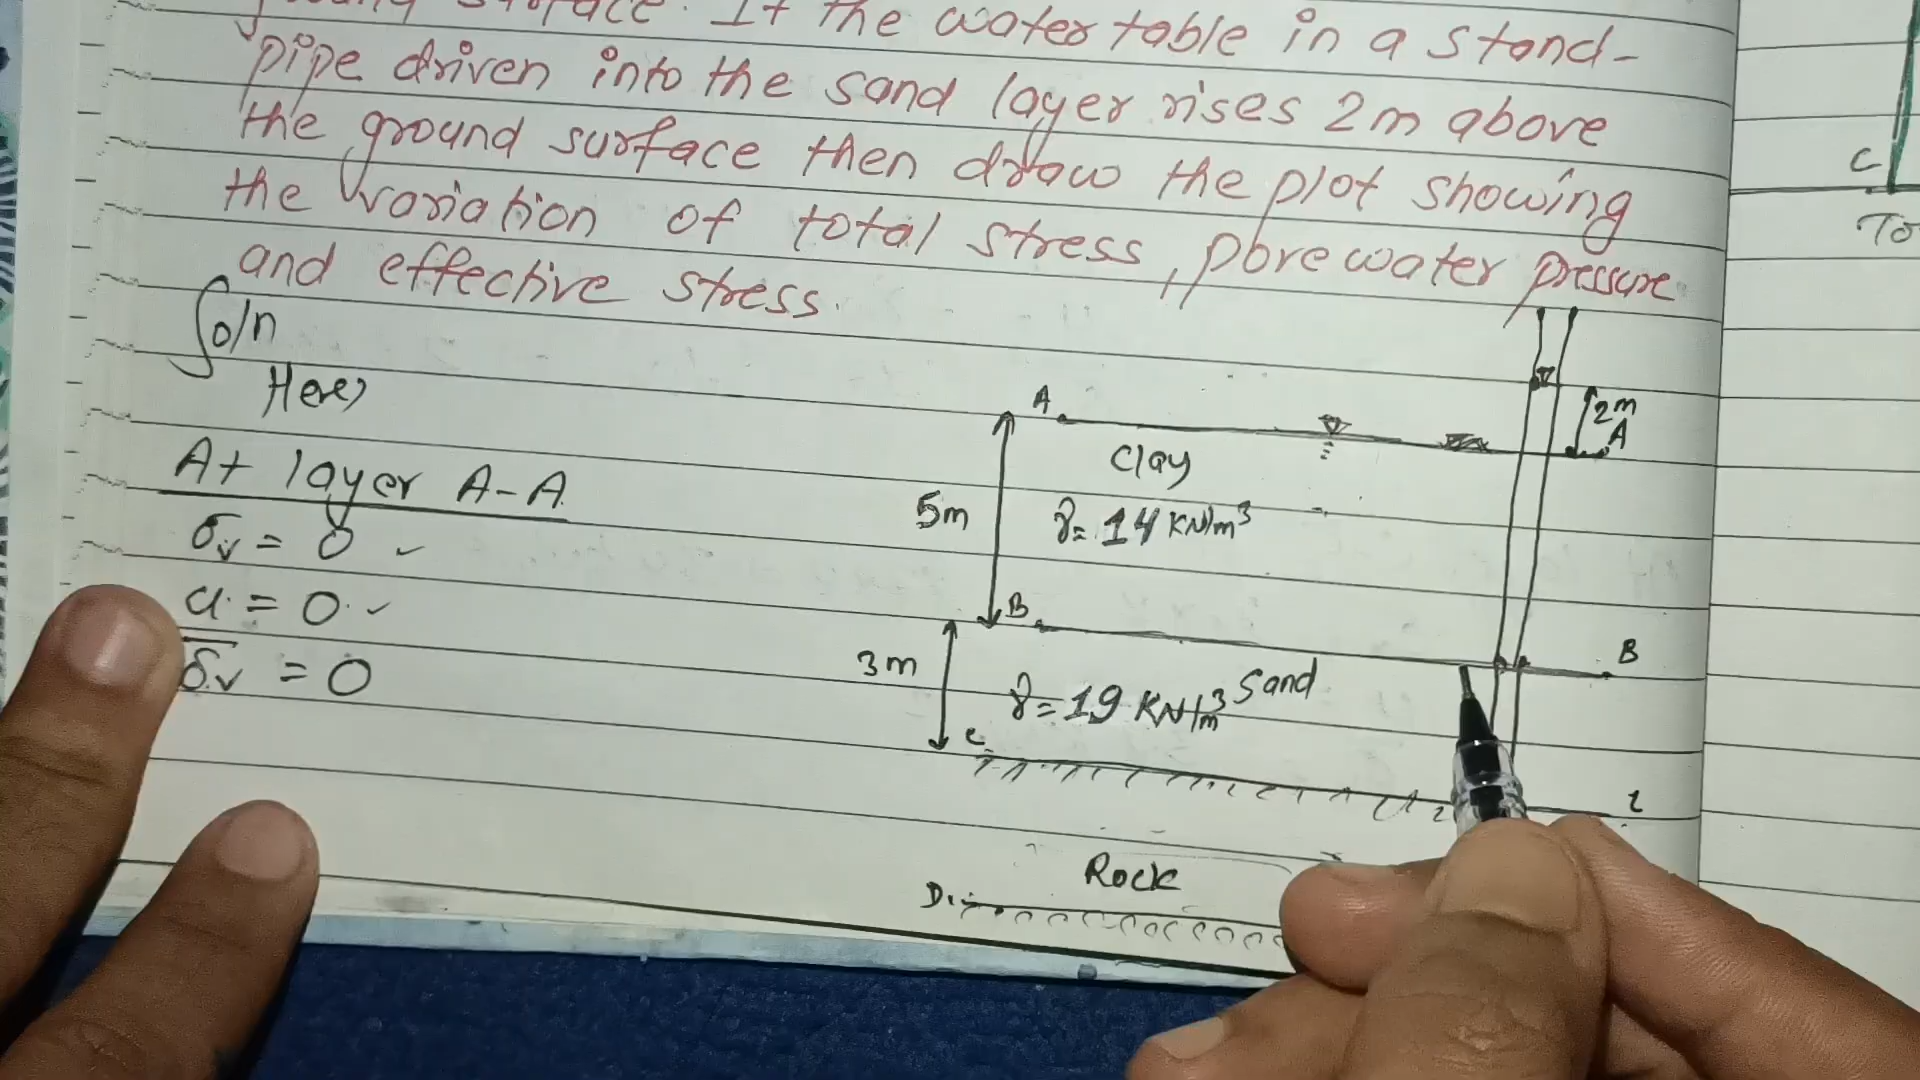 surface. If the water table in a stand-
pipe driven into the sand layer rises 2m above
the ground surface then draw the plot showing
the variation of total stress, pore water pressure
and effective stress.
Soln
Here,
At layer A-A
σv = 0 ✓
u = 0 ✓
σ̅v = 0
A
Clay
2m
A
5m
γ = 14 KN/m³
B
B
3m
γ = 19 KN/m³ Sand
C
Rock
D
C
To